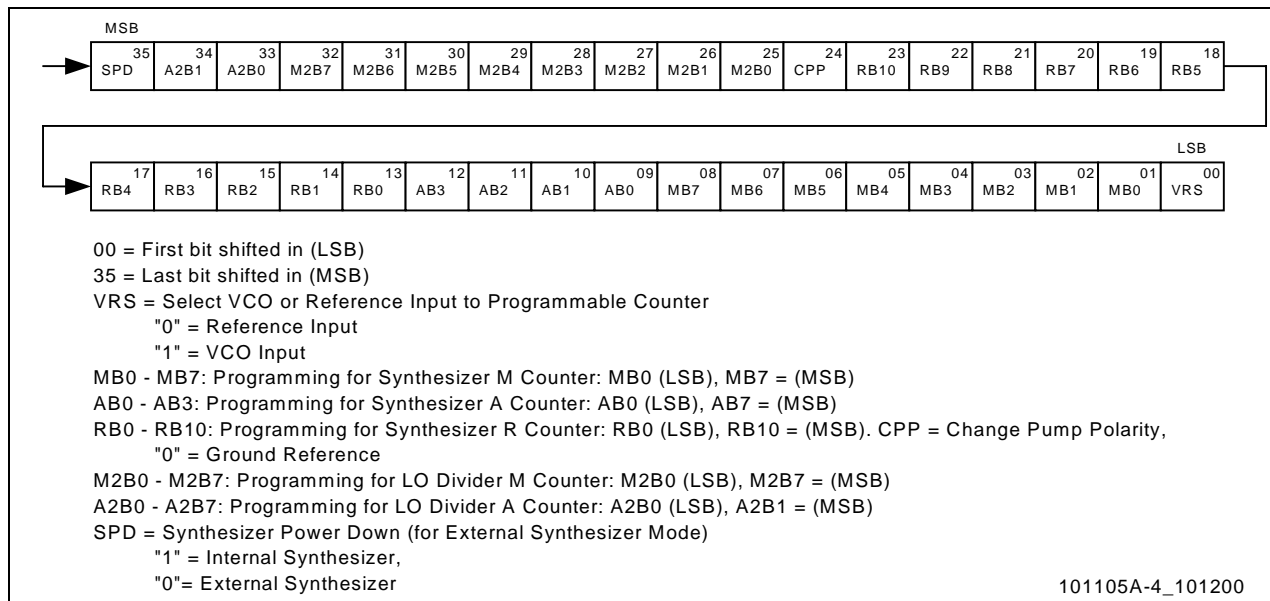 MSB
35 34 33 32 31 30 29 28 27 26 25 24 23 22 21 20 19 18
SPD A2B1 A2B0 M2B7 M2B6 M2B5 M2B4 M2B3 M2B2 M2B1 M2B0 CPP RB10 RB9 RB8 RB7 RB6 RB5
LSB
17 16 15 14 13 12 11 10 09 08 07 06 05 04 03 02 01 00
RB4 RB3 RB2 RB1 RB0 AB3 AB2 AB1 AB0 MB7 MB6 MB5 MB4 MB3 MB2 MB1 MB0 VRS
00 = First bit shifted in (LSB)
35 = Last bit shifted in (MSB)
VRS = Select VCO or Reference Input to Programmable Counter
"0" = Reference Input
"1" = VCO Input
MB0 - MB7: Programming for Synthesizer M Counter: MB0 (LSB), MB7 = (MSB)
AB0 - AB3: Programming for Synthesizer A Counter: AB0 (LSB), AB7 = (MSB)
RB0 - RB10: Programming for Synthesizer R Counter: RB0 (LSB), RB10 = (MSB). CPP = Change Pump Polarity,
"0" = Ground Reference
M2B0 - M2B7: Programming for LO Divider M Counter: M2B0 (LSB), M2B7 = (MSB)
A2B0 - A2B7: Programming for LO Divider A Counter: A2B0 (LSB), A2B1 = (MSB)
SPD = Synthesizer Power Down (for External Synthesizer Mode)
"1" = Internal Synthesizer,
"0"= External Synthesizer
101105A-4_101200